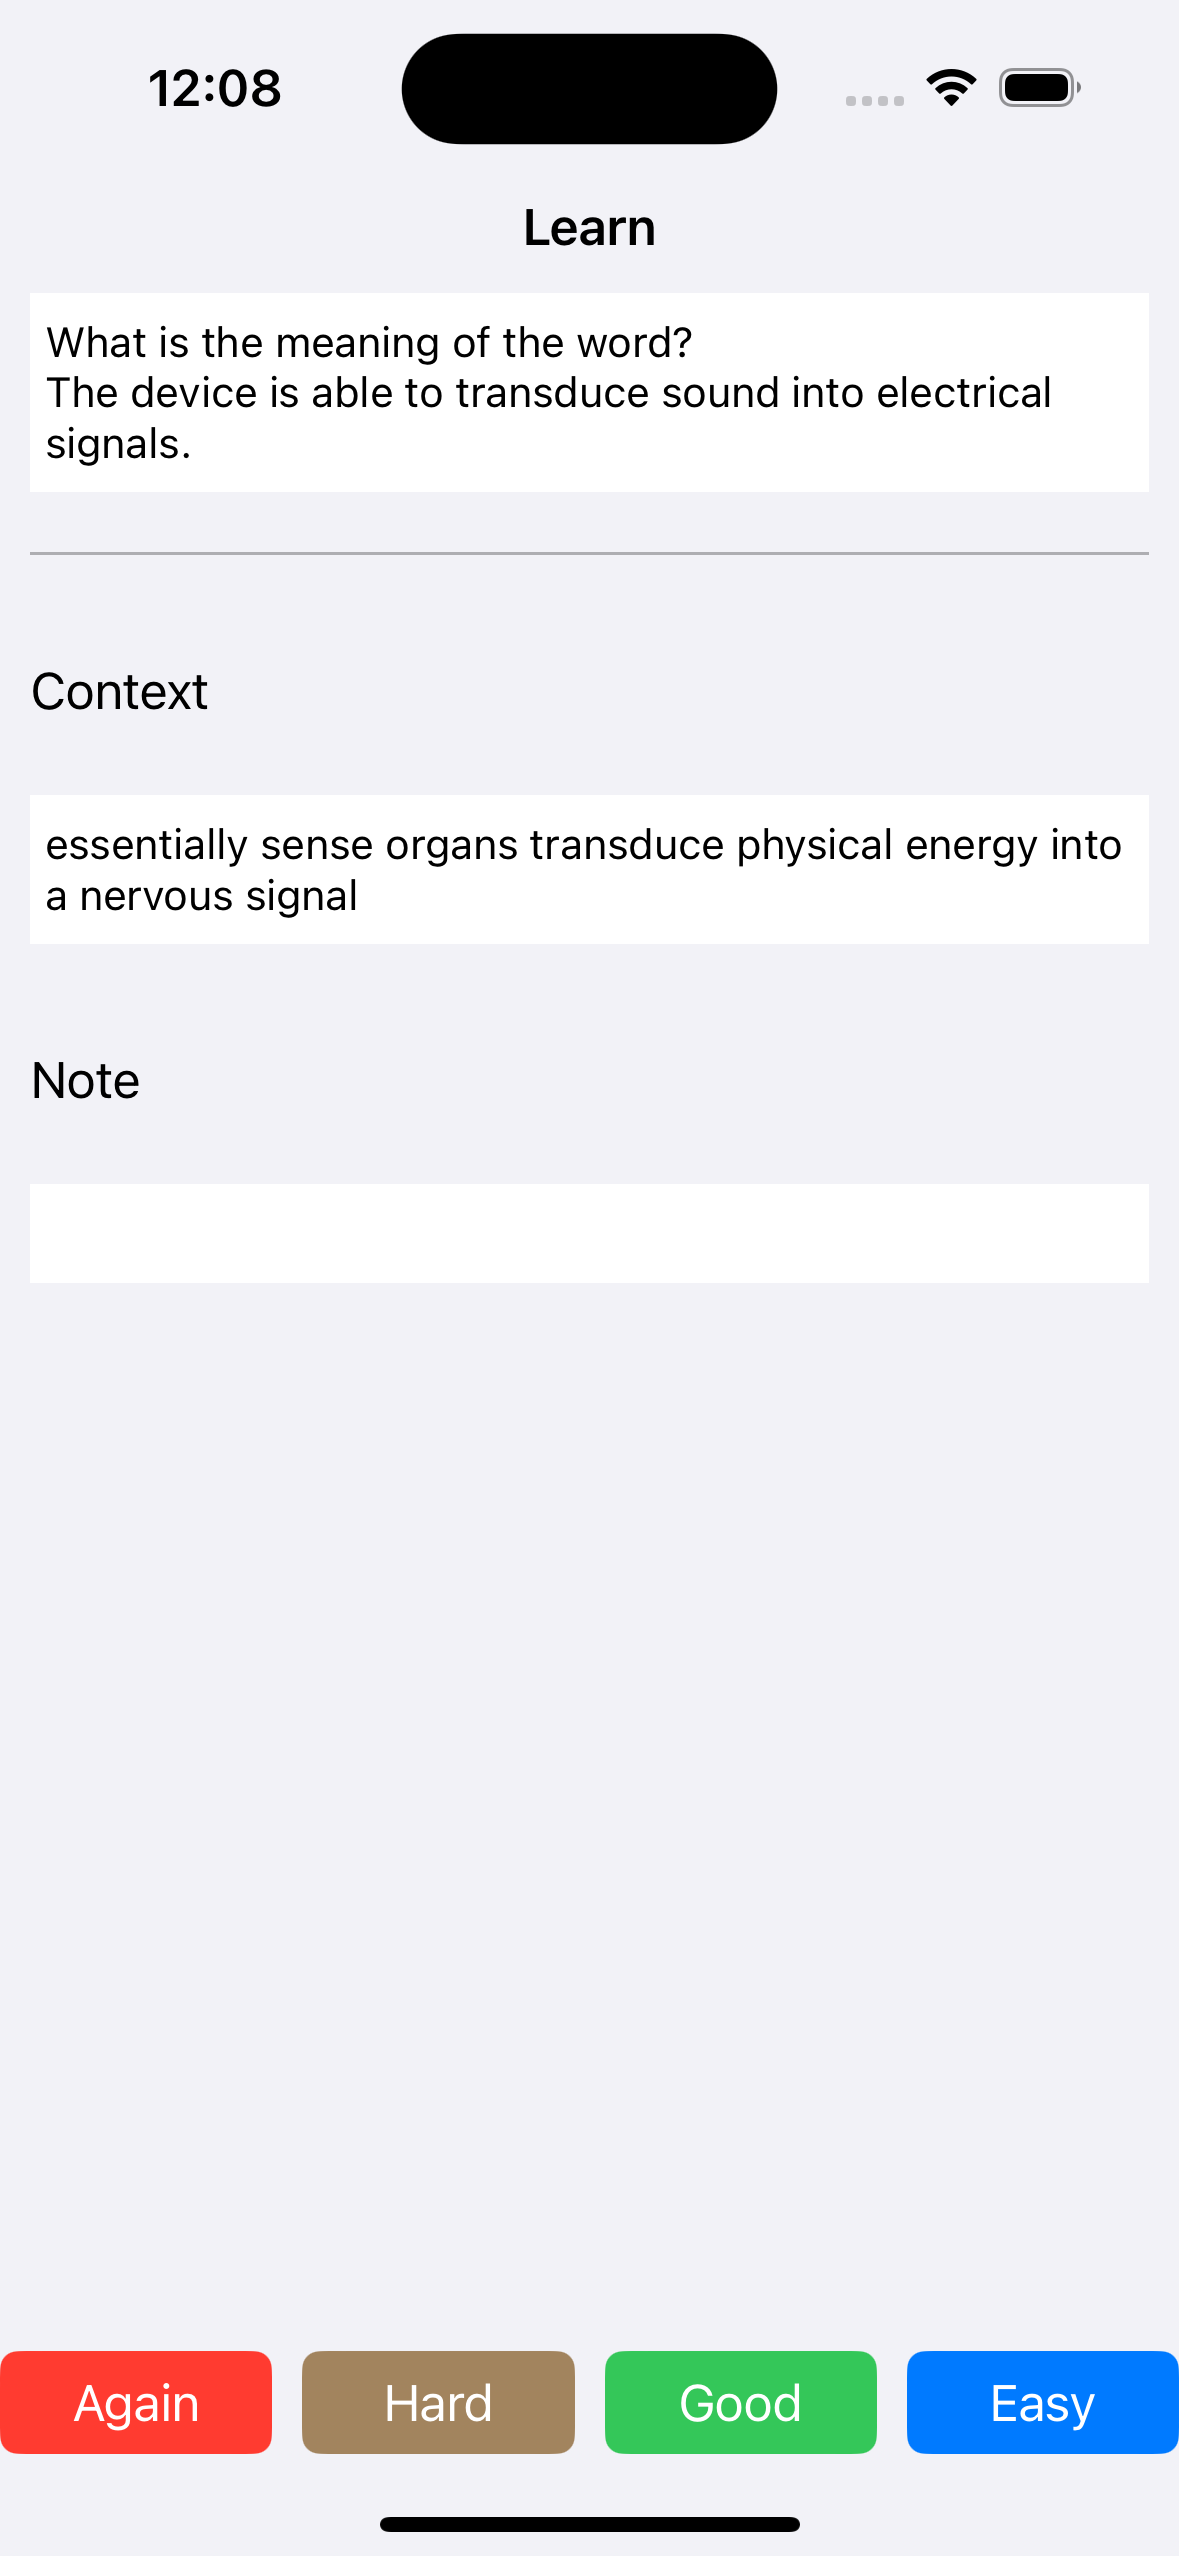 12:08
Learn
What is the meaning of the word?
The device is able to transduce sound into electrical
signals.
Context
essentially sense organs transduce physical energy into
a nervous signal
Note
Again
Hard
Good
Easy